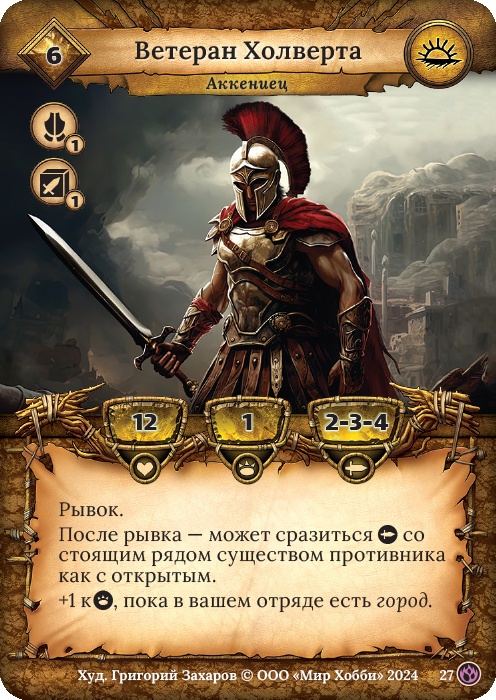 6
Ветеран Холверта
Аккениец
1
1
12
1
2-3-4
Рывок.
После рывка — может сразиться со
стоящим рядом существом противника
как с открытым.
+1 к , пока в вашем отряде есть город.
Худ. Григорий Захаров © ООО «Мир Хобби» 2024
27